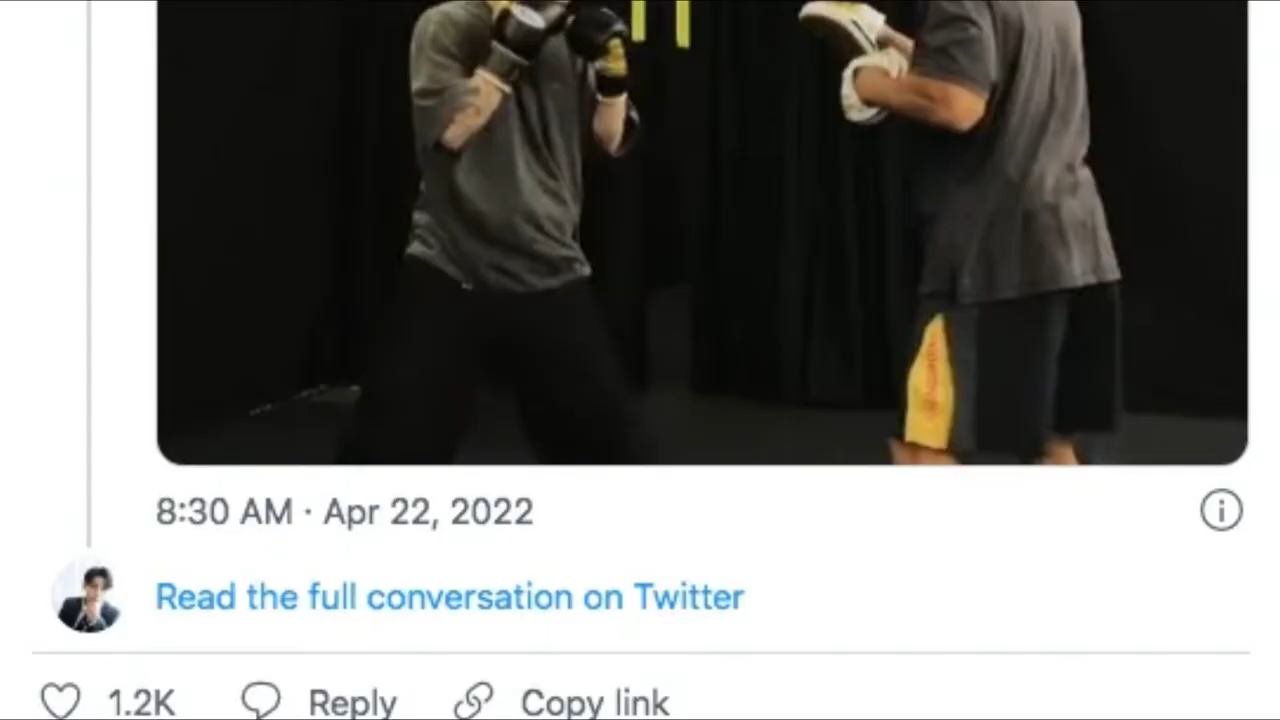 8:30 AM · Apr 22, 2022
Read the full conversation on Twitter
1.2K Reply Copy link